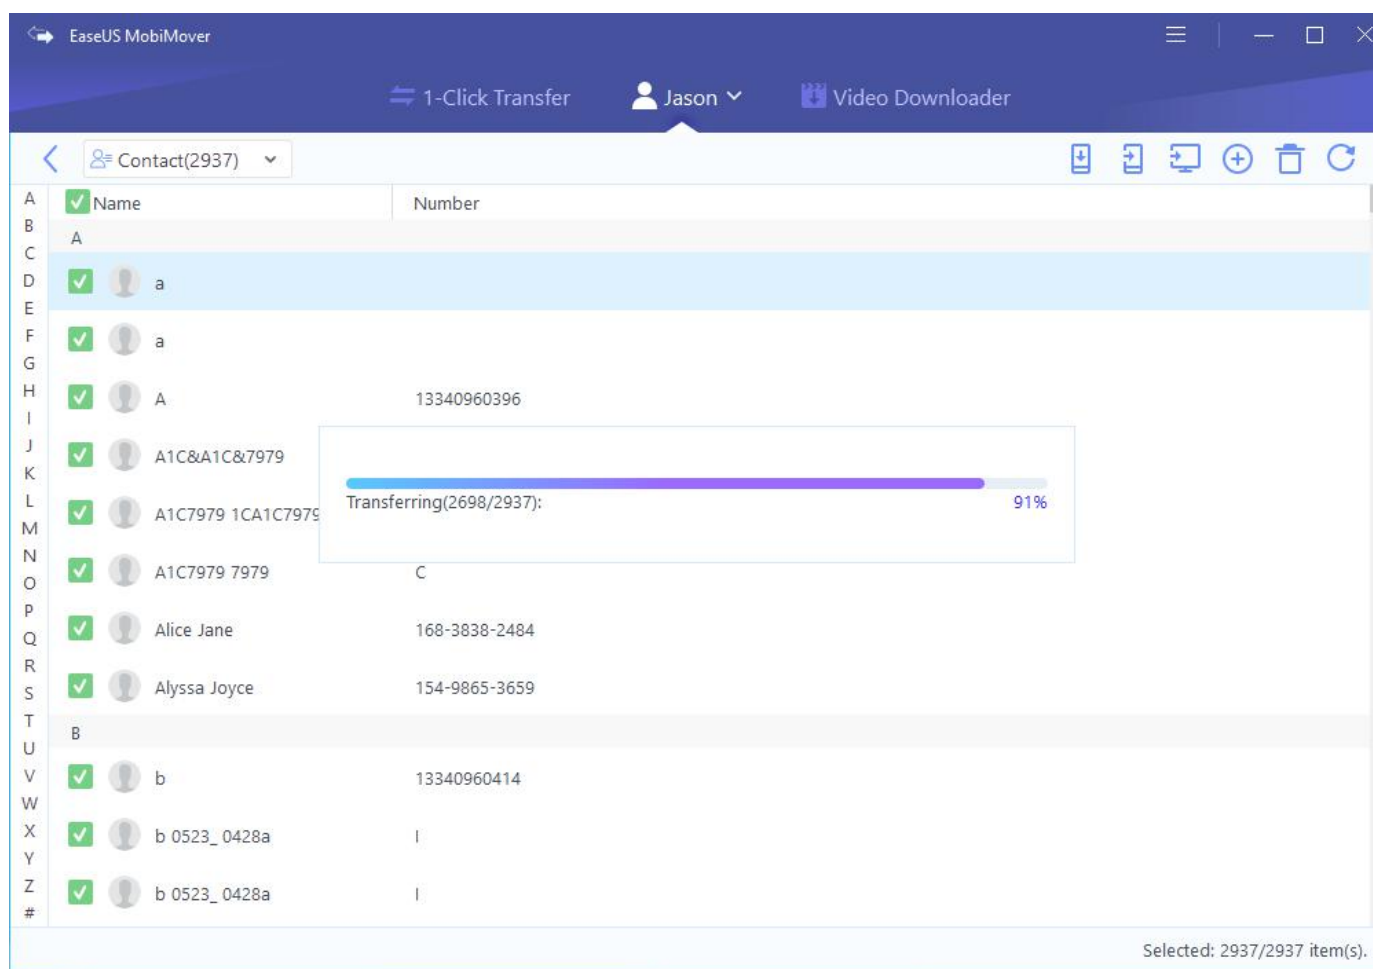 EaseUS MobiMover
1-Click Transfer
Jason
Video Downloader
Contact(2937)
Name Number
A
a
a
A 13340960396
A1C&A1C&7979
A1C7979 1CA1C7979
A1C7979 7979 C
Alice Jane 168-3838-2484
Alyssa Joyce 154-9865-3659
B
b 13340960414
b 0523_ 0428a I
b 0523_ 0428a I
Transferring(2698/2937): 91%
A
B
C
D
E
F
G
H
I
J
K
L
M
N
O
P
Q
R
S
T
U
V
W
X
Y
Z
#
Selected: 2937/2937 item(s).